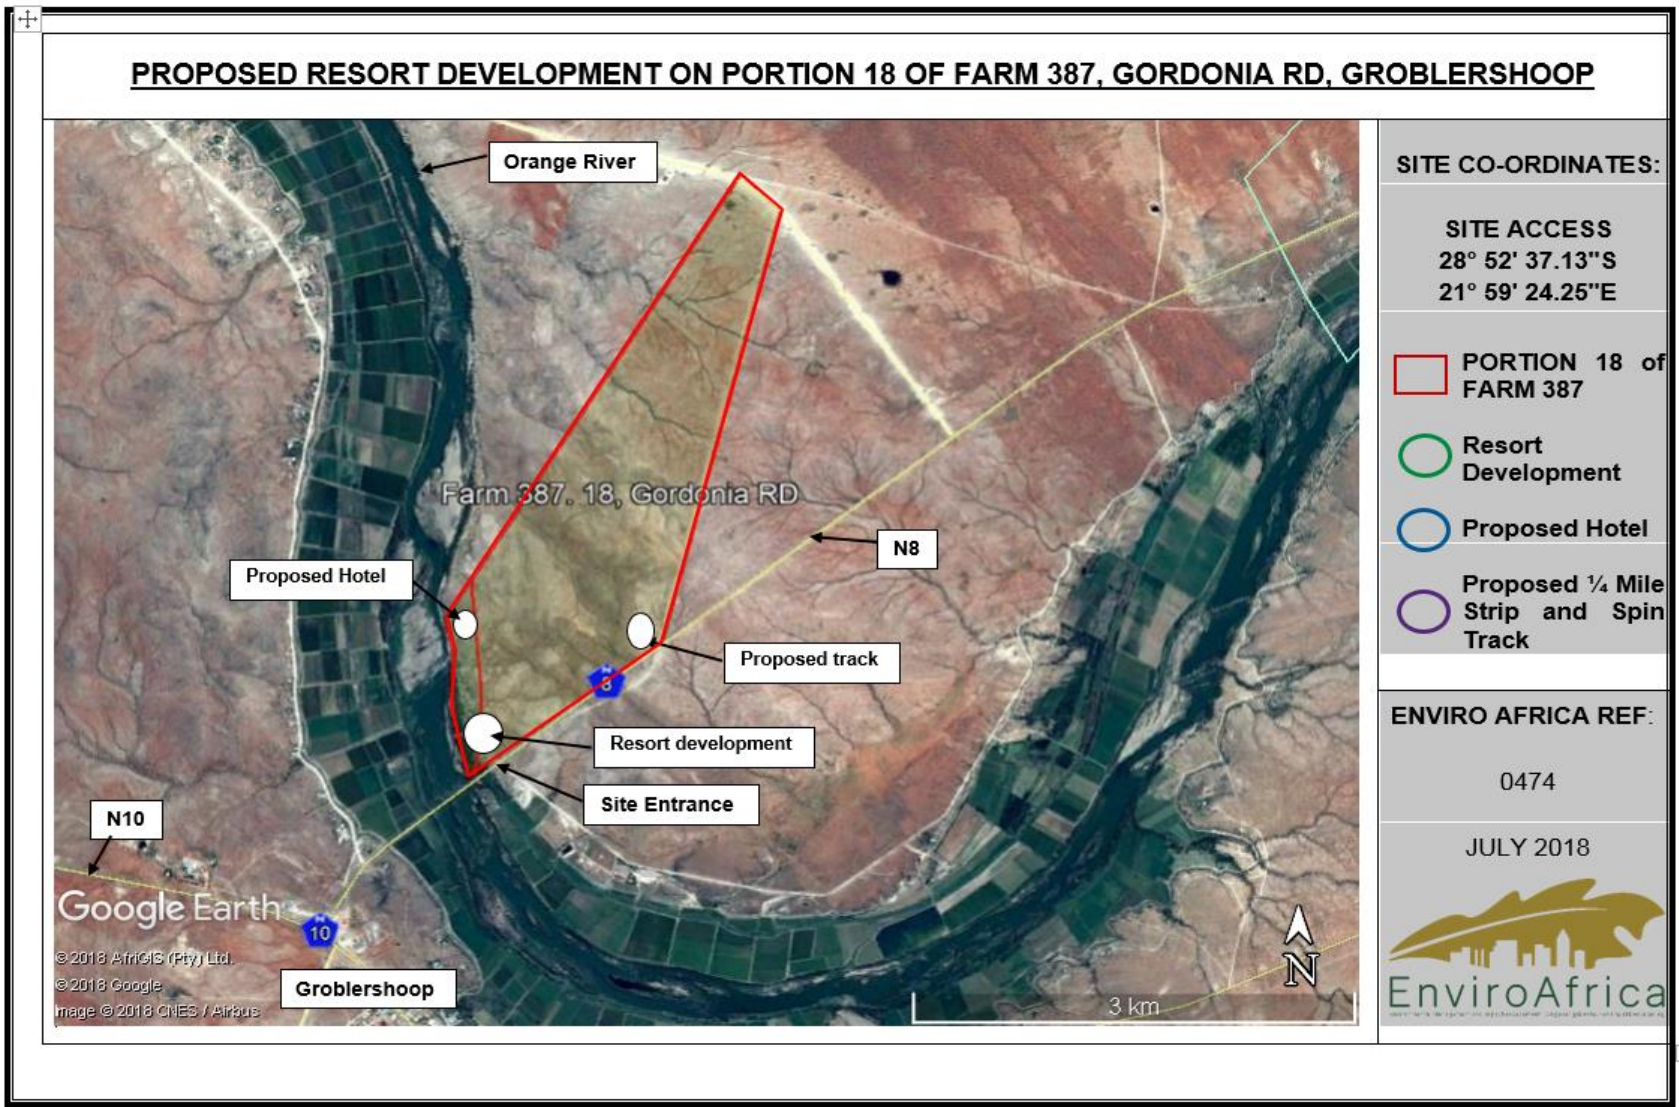 PROPOSED RESORT DEVELOPMENT ON PORTION 18 OF FARM 387, GORDONIA RD, GROBLERSHOOP
Orange River
Farm 387. 18, Gordonia RD
N8
Proposed Hotel
Proposed track
N
8
Resort development
Site Entrance
N10
Google Earth
N
10
© 2018 AfriGIS (Pty) Ltd.
© 2018 Google
Image © 2018 CNES / Airbus
Groblershoop
N
3 km
SITE CO-ORDINATES:
SITE ACCESS
28° 52' 37.13"S
21° 59' 24.25"E
PORTION 18 of
FARM 387
Resort
Development
Proposed Hotel
Proposed ¼ Mile
Strip and Spin
Track
ENVIRO AFRICA REF:
0474
JULY 2018
EnviroAfrica